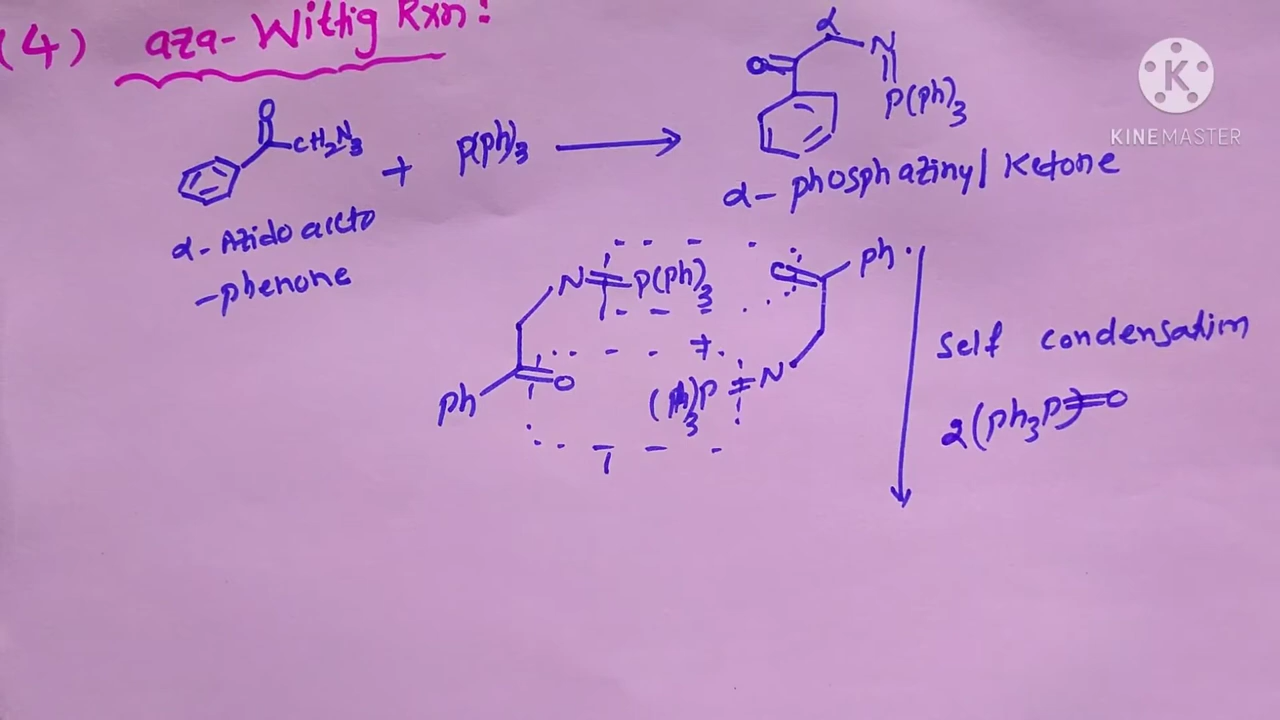 (4) aza-Wittig Rxn:
O
CH2N3
+ P(Ph)3
α-Azido aceto
-phenone
α
O
N
P(Ph)3
α-phosphazinyl Ketone
K
KINEMASTER
N=P(Ph)3
O
Ph
+
Ph
O
(Ph)3P=N
Self condensation
2(Ph3P)=O